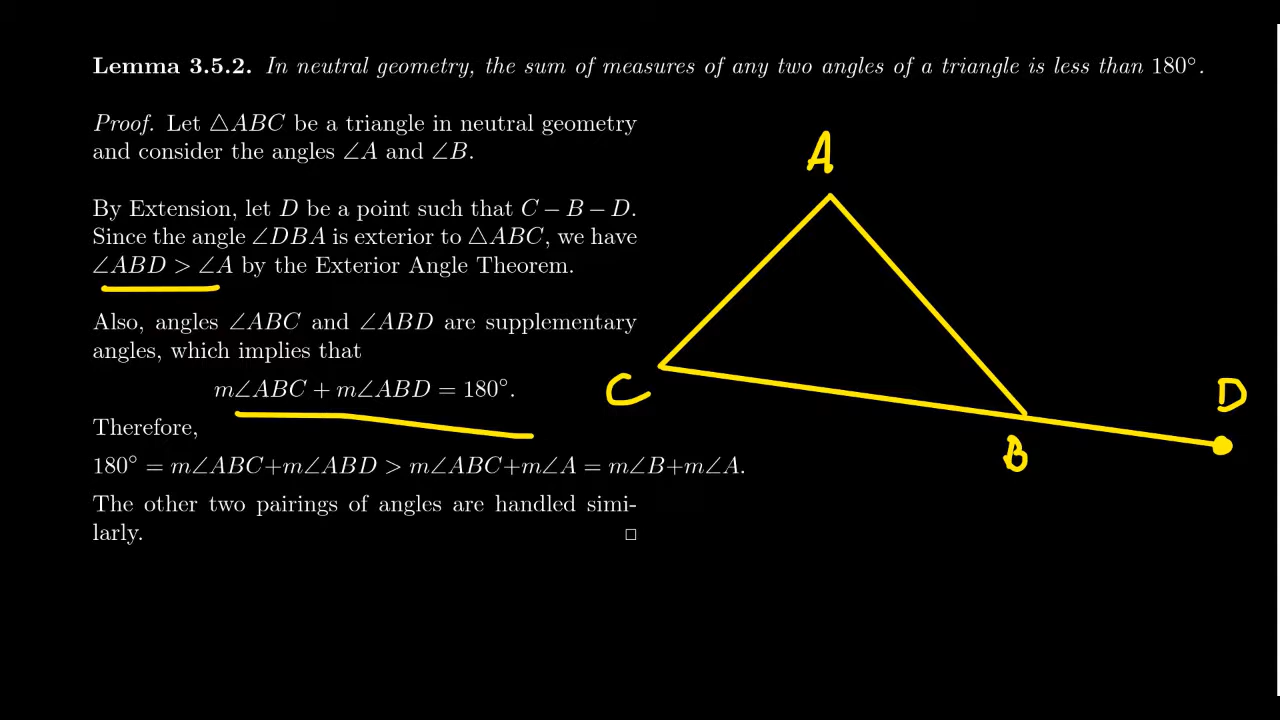 Lemma 3.5.2. In neutral geometry, the sum of measures of any two angles of a triangle is less than 180°.
Proof. Let △ABC be a triangle in neutral geometry
and consider the angles ∠A and ∠B.
By Extension, let D be a point such that C − B − D.
Since the angle ∠DBA is exterior to △ABC, we have
∠ABD > ∠A by the Exterior Angle Theorem.
Also, angles ∠ABC and ∠ABD are supplementary
angles, which implies that
m∠ABC + m∠ABD = 180°.
Therefore,
180° = m∠ABC+m∠ABD > m∠ABC+m∠A = m∠B+m∠A.
The other two pairings of angles are handled simi-
larly. □
A
C
B
D